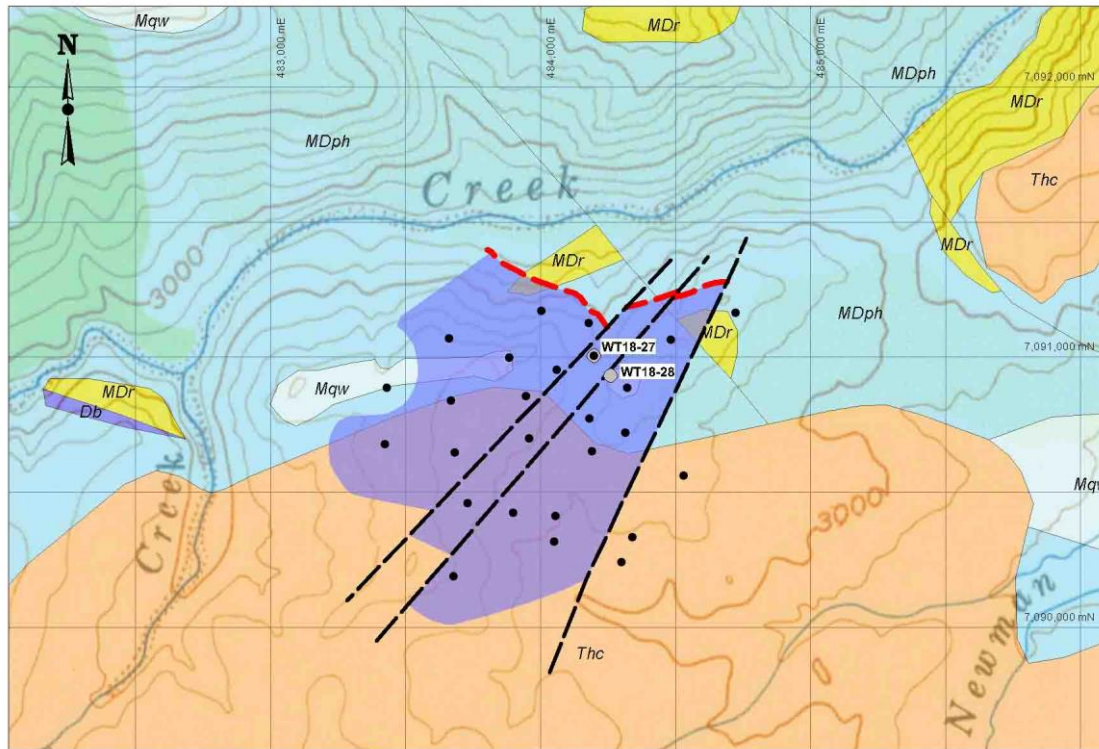 Mqw
MDr
N
483,000 mE
484,000 mE
485,000 mE
MDph
7,092,000 mN
MDr
MDph
Thc
Creek
MDr
MDr
3000
MDph
WT18-27
MDr
7,091,000 mN
WT18-28
MDr
Mqw
Db
Mqw
3000
Creek
7,090,000 mN
Thc
Newman